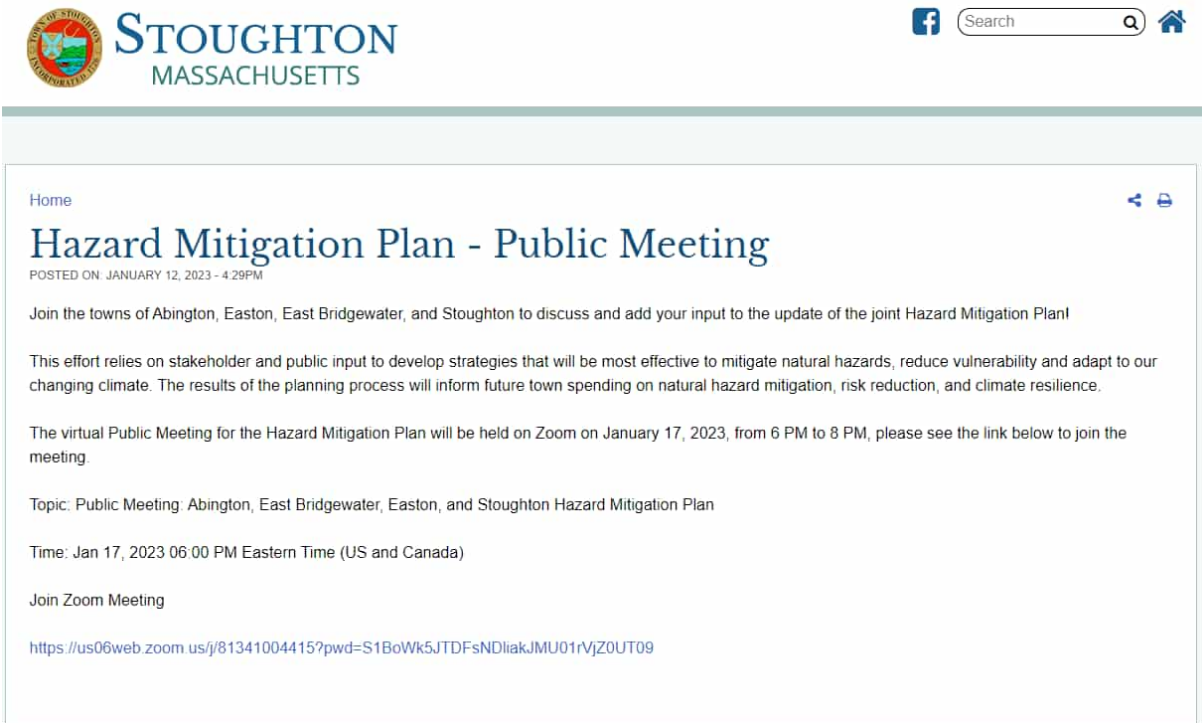 TOWN OF STOUGHTON
STOUGHTON
MASSACHUSETTS
Search
Home
Hazard Mitigation Plan - Public Meeting
POSTED ON: JANUARY 12, 2023 - 4:29PM
Join the towns of Abington, Easton, East Bridgewater, and Stoughton to discuss and add your input to the update of the joint Hazard Mitigation Plan!
This effort relies on stakeholder and public input to develop strategies that will be most effective to mitigate natural hazards, reduce vulnerability and adapt to our
changing climate. The results of the planning process will inform future town spending on natural hazard mitigation, risk reduction, and climate resilience.
The virtual Public Meeting for the Hazard Mitigation Plan will be held on Zoom on January 17, 2023, from 6 PM to 8 PM, please see the link below to join the
meeting.
Topic: Public Meeting: Abington, East Bridgewater, Easton, and Stoughton Hazard Mitigation Plan
Time: Jan 17, 2023 06:00 PM Eastern Time (US and Canada)
Join Zoom Meeting
https://us06web.zoom.us/j/81341004415?pwd=S1BoWk5JTDFsNDliakJMU01rVjZ0UT09